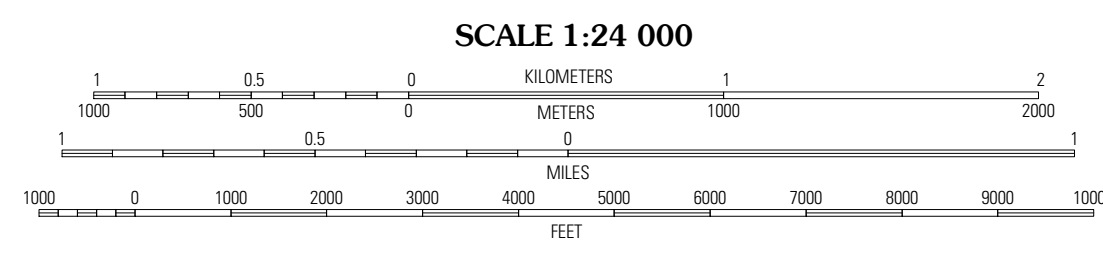 SCALE 1:24 000
1 0.5 0 KILOMETERS 1 2
1000 500 0 METERS 1000 2000
1 0.5 0 1
MILES
1000 0 1000 2000 3000 4000 5000 6000 7000 8000 9000 1000
FEET